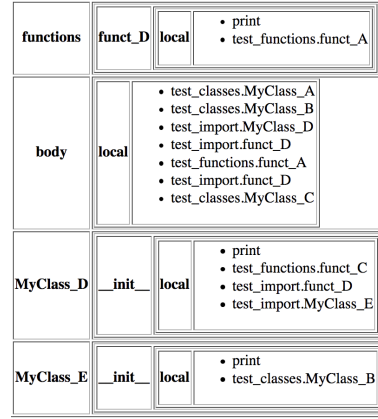 functions funct_D local
print
test_functions.funct_A
body local
test_classes.MyClass_A
test_classes.MyClass_B
test_import.MyClass_D
test_import.funct_D
test_functions.funct_A
test_import.funct_D
test_classes.MyClass_C
MyClass_D __init__ local
print
test_functions.funct_C
test_import.funct_D
test_import.MyClass_E
MyClass_E __init__ local
print
test_classes.MyClass_B